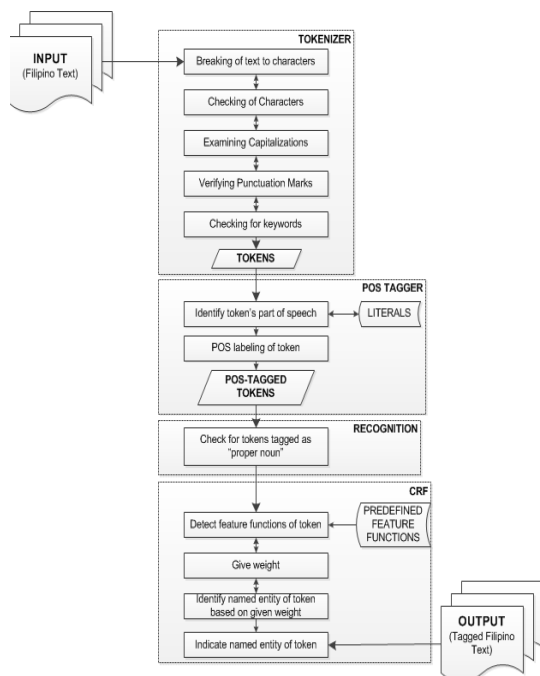 INPUT
(Filipino Text)
TOKENIZER
Breaking of text to characters
Checking of Characters
Examining Capitalizations
Verifying Punctuation Marks
Checking for keywords
TOKENS
POS TAGGER
Identify token's part of speech
LITERALS
POS labeling of token
POS-TAGGED
TOKENS
RECOGNITION
Check for tokens tagged as
"proper noun"
CRF
Detect feature functions of token
PREDEFINED
FEATURE
FUNCTIONS
Give weight
Identify named entity of token
based on given weight
Indicate named entity of token
OUTPUT
(Tagged Filipino
Text)